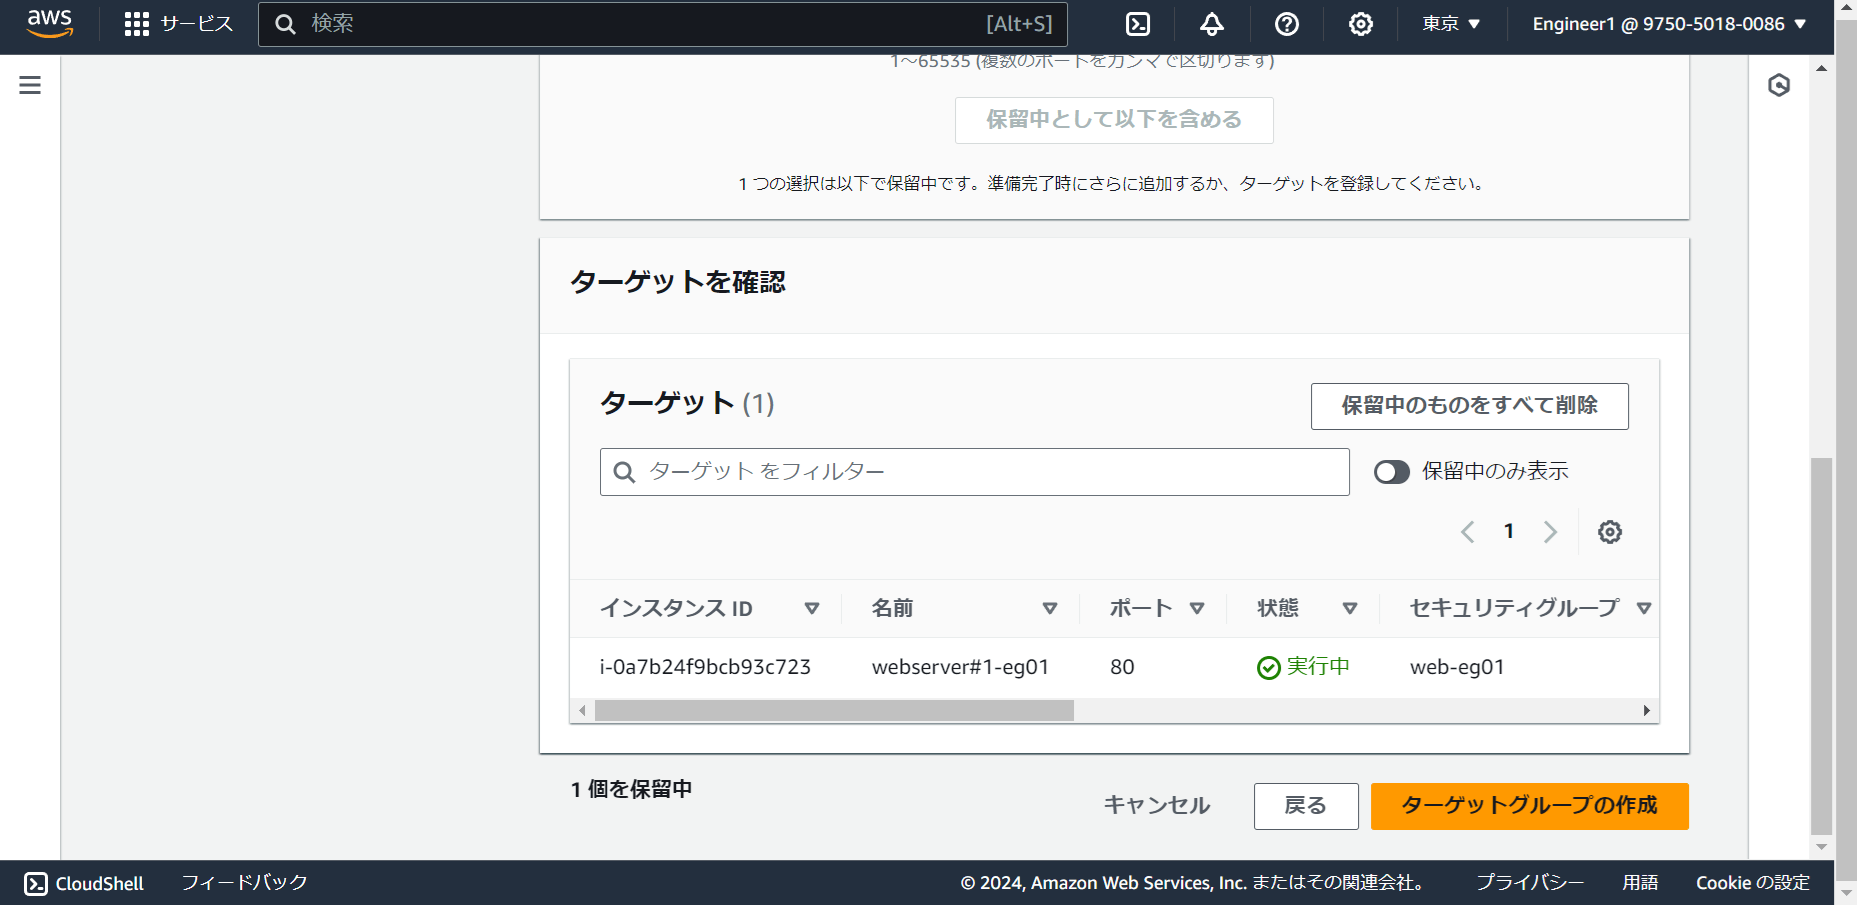 aws
サービス
検索
[Alt+S]
東京
Engineer1 @ 9750-5018-0086
1～65535 (複数のポートをカンマで区切ります)
保留中として以下を含める
1 つの選択は以下で保留中です。準備完了時にさらに追加するか、ターゲットを登録してください。
ターゲットを確認
ターゲット (1)
保留中のものをすべて削除
ターゲット をフィルター
保留中のみ表示
1
インスタンス ID 名前 ポート 状態 セキュリティグループ
i-0a7b24f9bcb93c723 webserver#1-eg01 80 実行中 web-eg01
1 個を保留中
キャンセル
戻る
ターゲットグループの作成
CloudShell
フィードバック
© 2024, Amazon Web Services, Inc. またはその関連会社。
プライバシー
用語
Cookie の設定